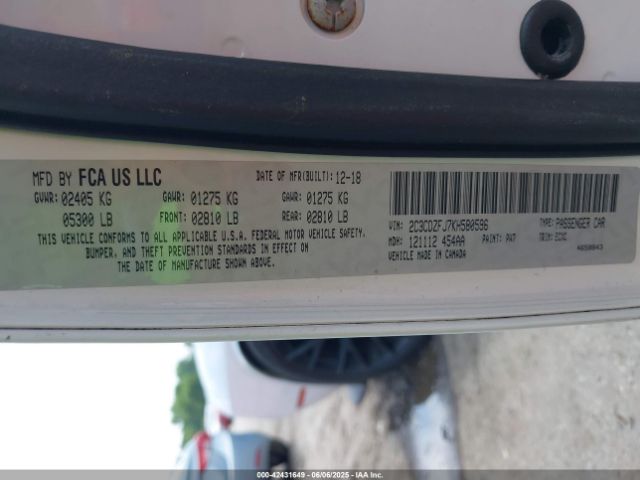 MFD BY FCA US LLC
DATE OF MFR(BUILT): 12-18
GVWR: 02405 KG GAWR: 01275 KG GAWR: 01275 KG
05300 LB FRONT: 02810 LB REAR: 02810 LB
THIS VEHICLE CONFORMS TO ALL APPLICABLE U.S.A. FEDERAL MOTOR VEHICLE SAFETY,
BUMPER, AND THEFT PREVENTION STANDARDS IN EFFECT ON
THE DATE OF MANUFACTURE SHOWN ABOVE.
VIN: 2C3CDZFJ7KH580596 TYPE: PASSENGER CAR
MDH: 121112 454AA PAINT: PW7 TRIM:
VEHICLE MADE IN CANADA
000-42431649 - 06/06/2025 - IAA Inc.